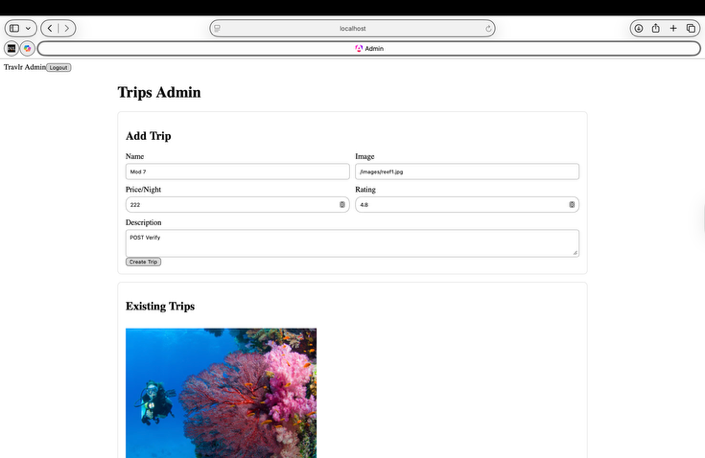 localhost
Admin
Travlr Admin Logout
Trips Admin
Add Trip
Name Image
Mod 7 /images/reef1.jpg
Price/Night Rating
222 4.8
Description
POST Verify
Create Trip
Existing Trips